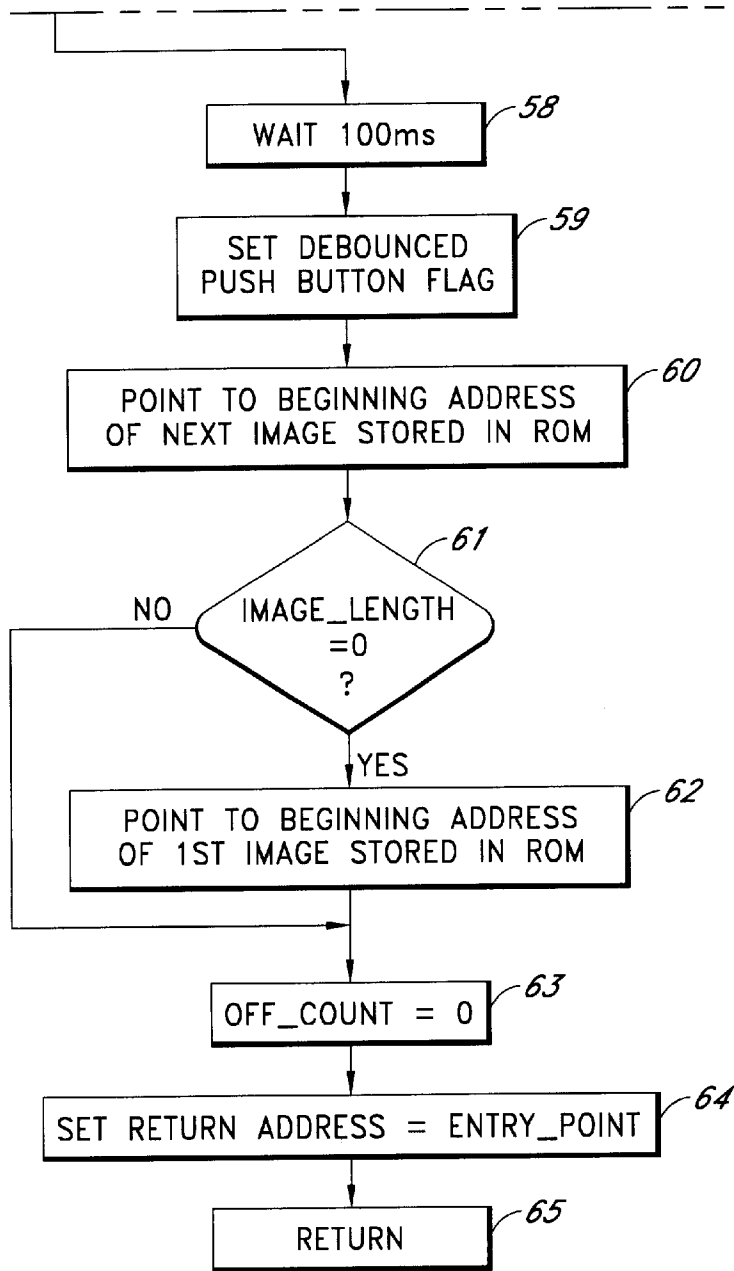 58
WAIT 100ms
59
SET DEBOUNCED
PUSH BUTTON FLAG
60
POINT TO BEGINNING ADDRESS
OF NEXT IMAGE STORED IN ROM
61
NO
IMAGE_LENGTH
=0
?
YES
62
POINT TO BEGINNING ADDRESS
OF 1ST IMAGE STORED IN ROM
63
OFF_COUNT = 0
64
SET RETURN ADDRESS = ENTRY_POINT
65
RETURN